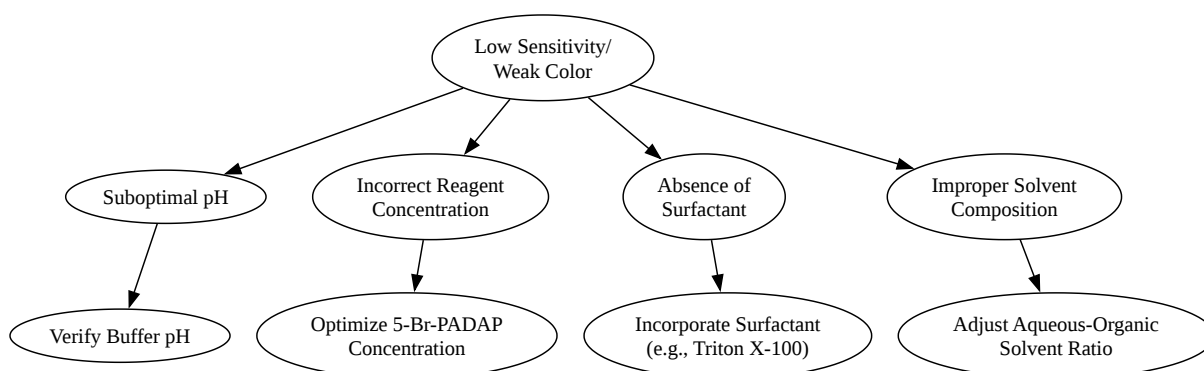 Low Sensitivity/
Weak Color
Suboptimal pH
Incorrect Reagent
Concentration
Absence of
Surfactant
Improper Solvent
Composition
Verify Buffer pH
Optimize 5-Br-PADAP
Concentration
Incorporate Surfactant
(e.g., Triton X-100)
Adjust Aqueous-Organic
Solvent Ratio